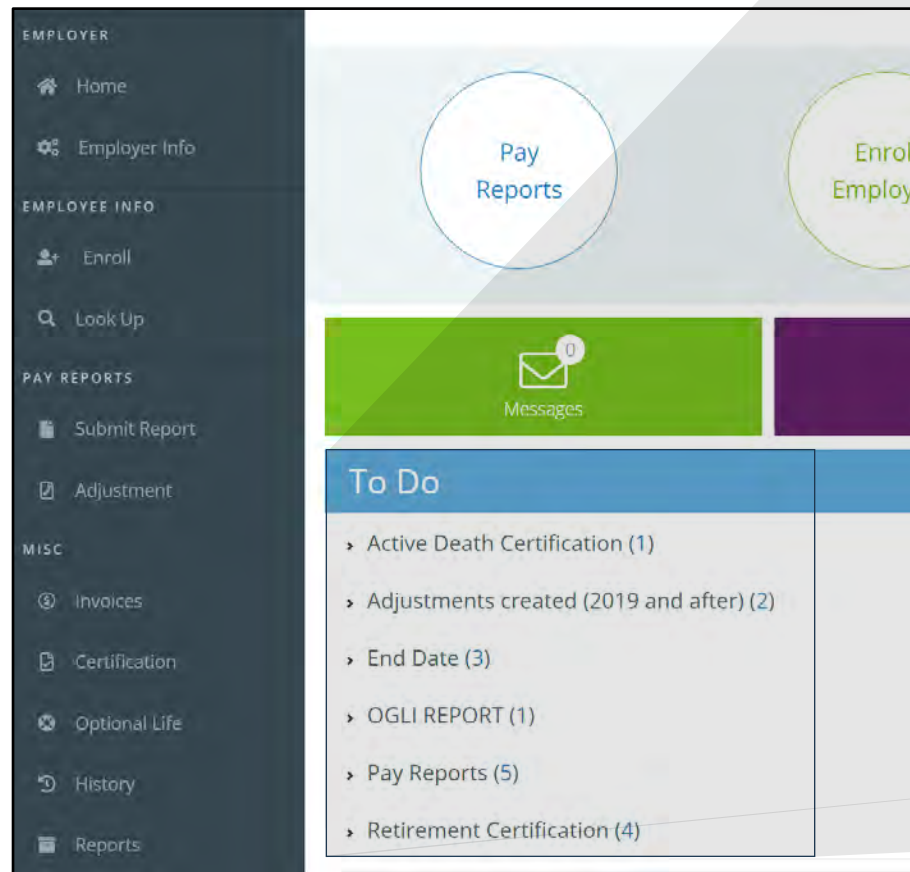 EMPLOYER
Home
Employer Info
EMPLOYEE INFO
Enroll
Look Up
PAY REPORTS
Submit Report
Adjustment
MISC
Invoices
Certification
Optional Life
History
Reports
Pay
Reports
Enrol
Employ
0
Messages
To Do
Active Death Certification (1)
Adjustments created (2019 and after) (2)
End Date (3)
OGLI REPORT (1)
Pay Reports (5)
Retirement Certification (4)